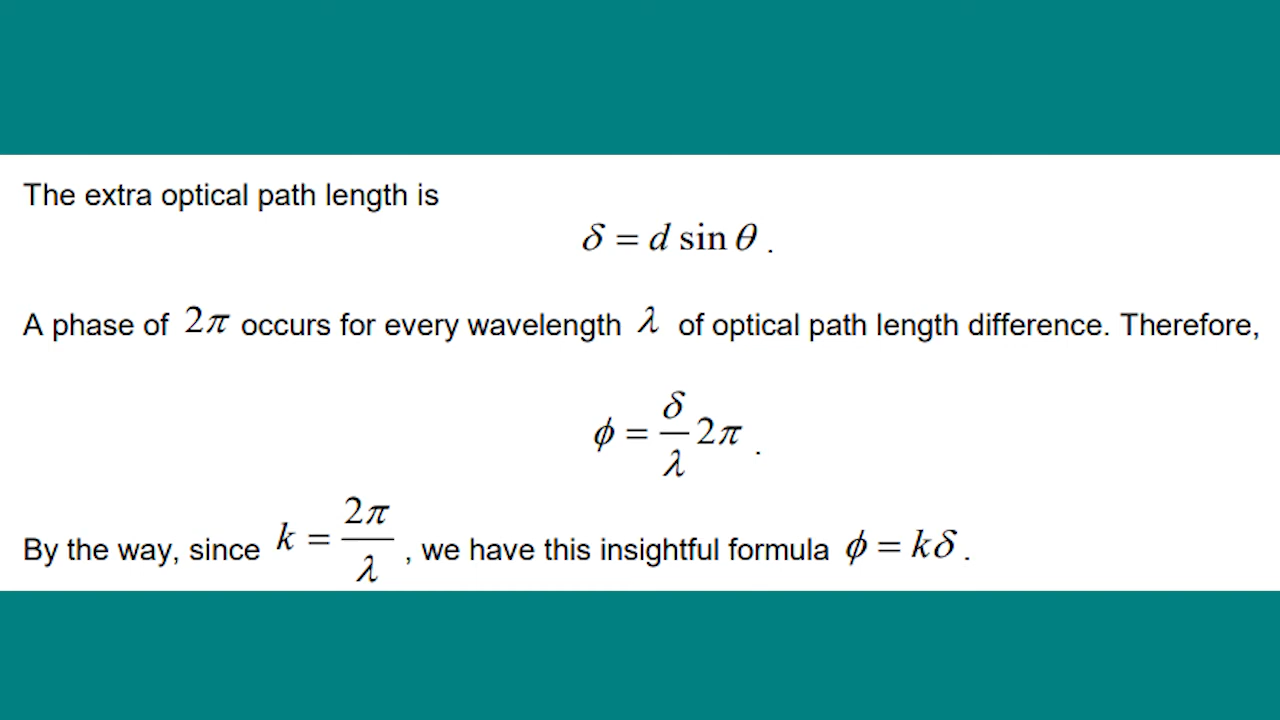 The extra optical path length is
δ = d sin θ .
A phase of 2π occurs for every wavelength λ of optical path length difference. Therefore,
ϕ = δ/λ 2π .
By the way, since k = 2π/λ , we have this insightful formula ϕ = kδ .